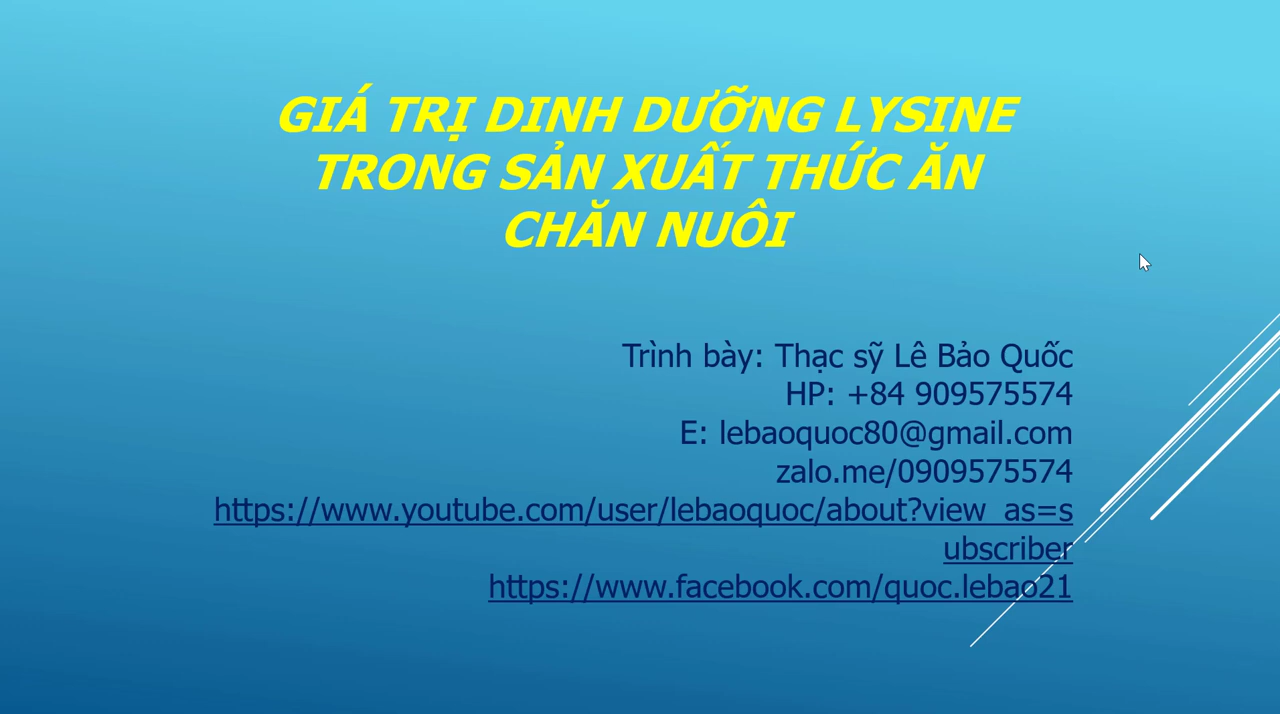 GIÁ TRỊ DINH DƯỠNG LYSINE
TRONG SẢN XUẤT THỨC ĂN
CHĂN NUÔI
Trình bày: Thạc sỹ Lê Bảo Quốc
HP: +84 909575574
E: lebaoquoc80@gmail.com
zalo.me/0909575574
https://www.youtube.com/user/lebaoquoc/about?view_as=s
ubscriber
https://www.facebook.com/quoc.lebao21